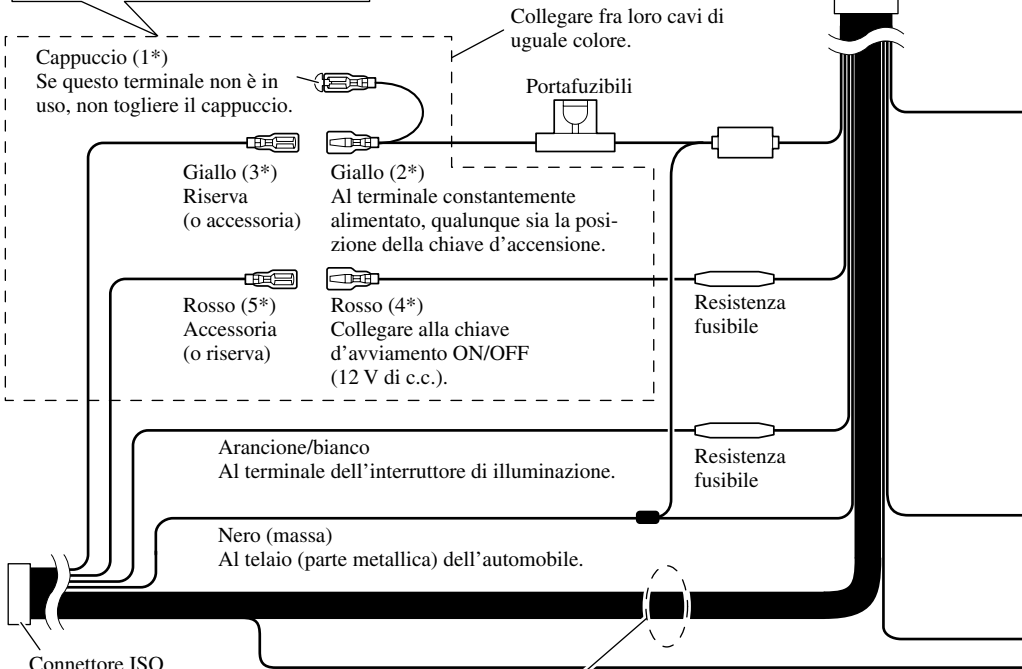 Collegare fra loro cavi di
uguale colore.
Cappuccio (1*)
Se questo terminale non è in
uso, non togliere il cappuccio.
Portafuzibili
Giallo (3*)
Riserva
(o accessoria)
Giallo (2*)
Al terminale constantemente
alimentato, qualunque sia la posi-
zione della chiave d’accensione.
Rosso (5*)
Accessoria
(o riserva)
Rosso (4*)
Collegare alla chiave
d’avviamento ON/OFF
(12 V di c.c.).
Resistenza
fusibile
Arancione/bianco
Al terminale dell’interruttore di illuminazione.
Resistenza
fusibile
Nero (massa)
Al telaio (parte metallica) dell’automobile.
Connettore ISO